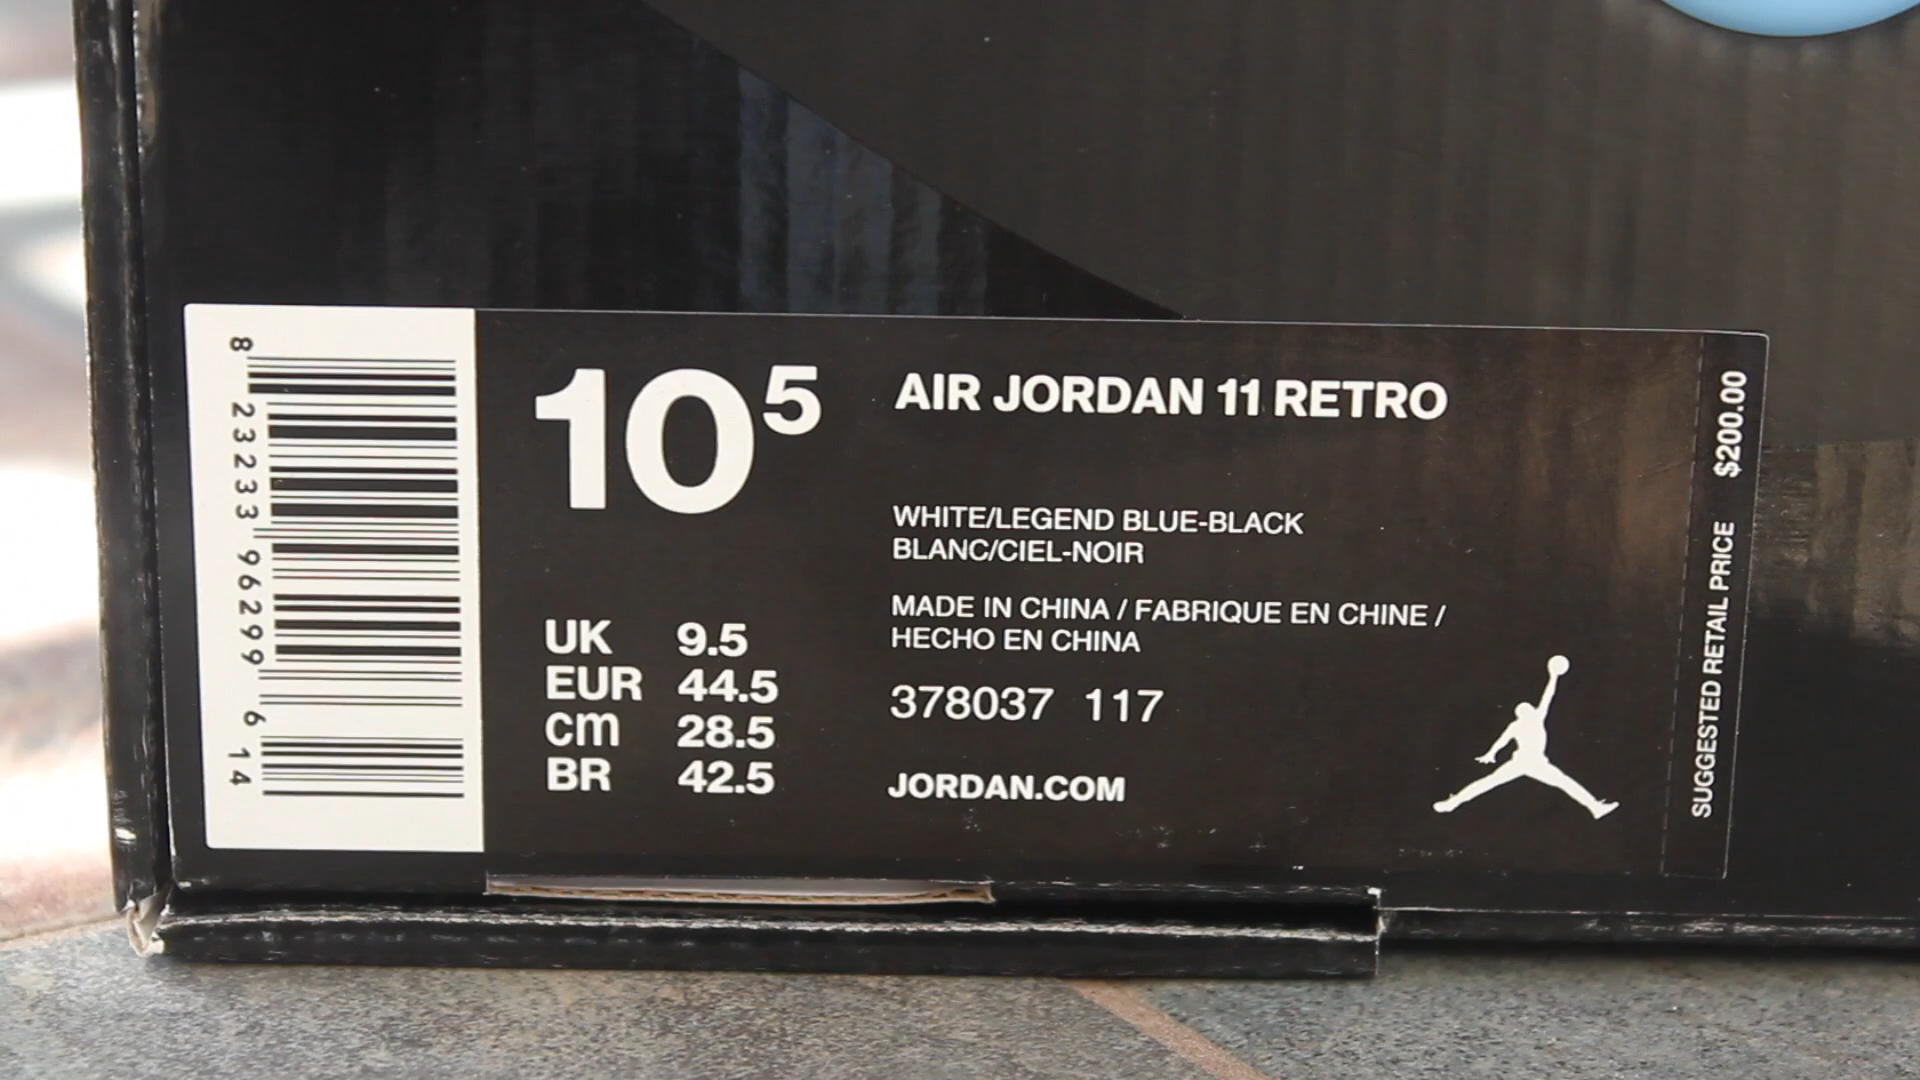 8 23233 96299 6 14
10 5
AIR JORDAN 11 RETRO
WHITE/LEGEND BLUE-BLACK
BLANC/CIEL-NOIR
MADE IN CHINA / FABRIQUE EN CHINE /
HECHO EN CHINA
378037 117
JORDAN.COM
UK 9.5
EUR 44.5
cm 28.5
BR 42.5
SUGGESTED RETAIL PRICE $200.00